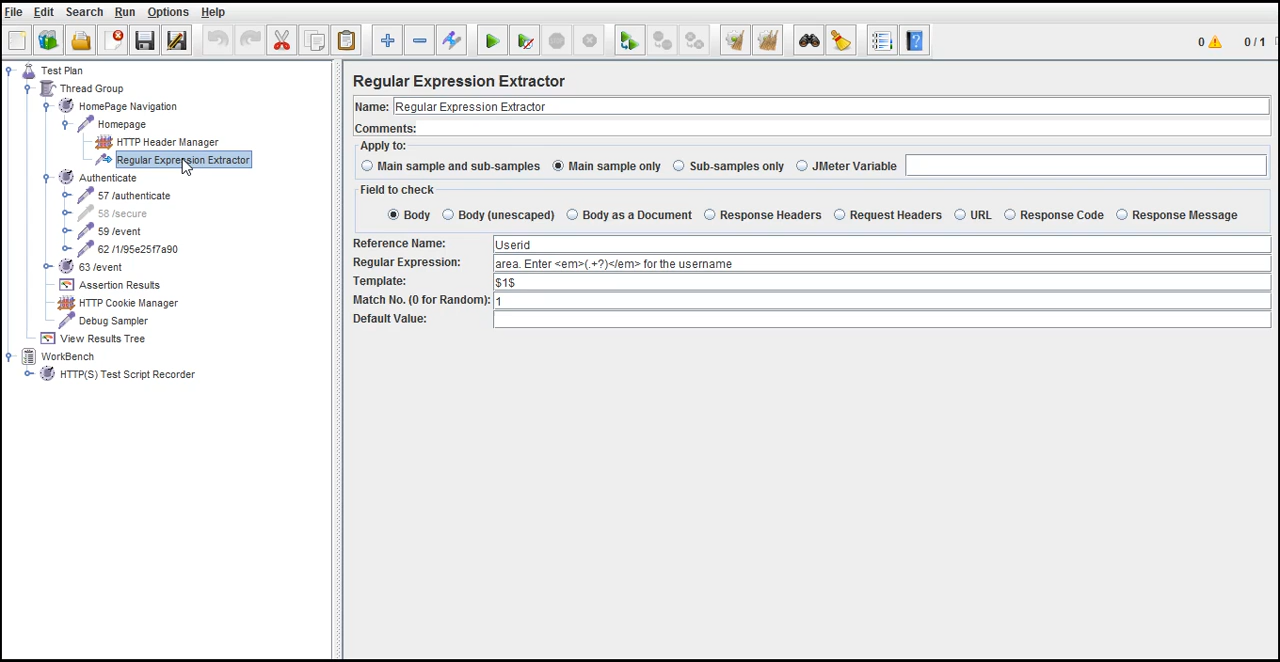 File Edit Search Run Options Help
0 0 / 1
Test Plan
Thread Group
HomePage Navigation
Homepage
HTTP Header Manager
Regular Expression Extractor
Authenticate
57 /authenticate
58 /secure
59 /event
62 /1/95e25f7a90
63 /event
Assertion Results
HTTP Cookie Manager
Debug Sampler
View Results Tree
WorkBench
HTTP(S) Test Script Recorder
Regular Expression Extractor
Name: Regular Expression Extractor
Comments:
Apply to:
Main sample and sub-samples Main sample only Sub-samples only JMeter Variable
Field to check
Body Body (unescaped) Body as a Document Response Headers Request Headers URL Response Code Response Message
Reference Name: Userid
Regular Expression: area. Enter <em>(.+?)</em> for the username
Template: $1$
Match No. (0 for Random): 1
Default Value: